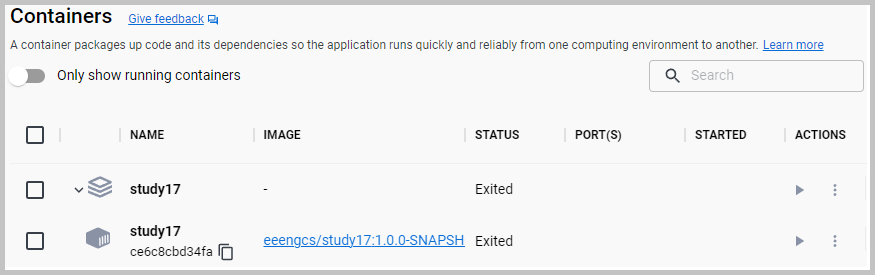 Containers Give feedback
A container packages up code and its dependencies so the application runs quickly and reliably from one computing environment to another. Learn more
Only show running containers Search
NAME IMAGE STATUS PORT(S) STARTED ACTIONS
study17 - Exited
study17
ce6c8cbd34fa eeengcs/study17:1.0.0-SNAPSH Exited